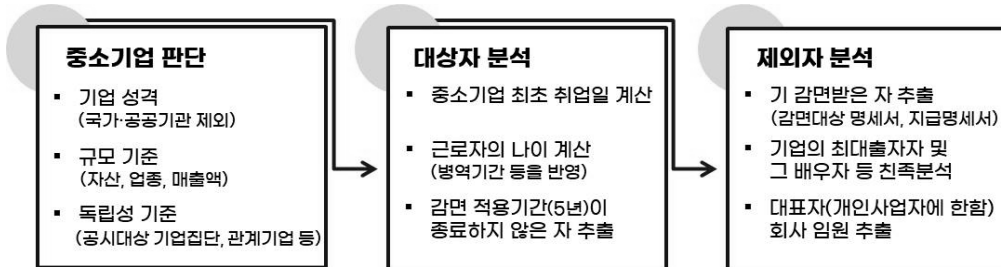 중소기업 판단
▪ 기업 성격
(국가·공공기관 제외)
▪ 규모 기준
(자산, 업종, 매출액)
▪ 독립성 기준
(공시대상 기업집단, 관계기업 등)
대상자 분석
▪ 중소기업 최초 취업일 계산
▪ 근로자의 나이 계산
(병역기간 등을 반영)
▪ 감면 적용기간(5년)이
종료하지 않은 자 추출
제외자 분석
▪ 기 감면받은 자 추출
(감면대상 명세서, 지급명세서)
▪ 기업의 최대출자자 및
그 배우자 등 친족분석
▪ 대표자(개인사업자에 한함)
회사 임원 추출